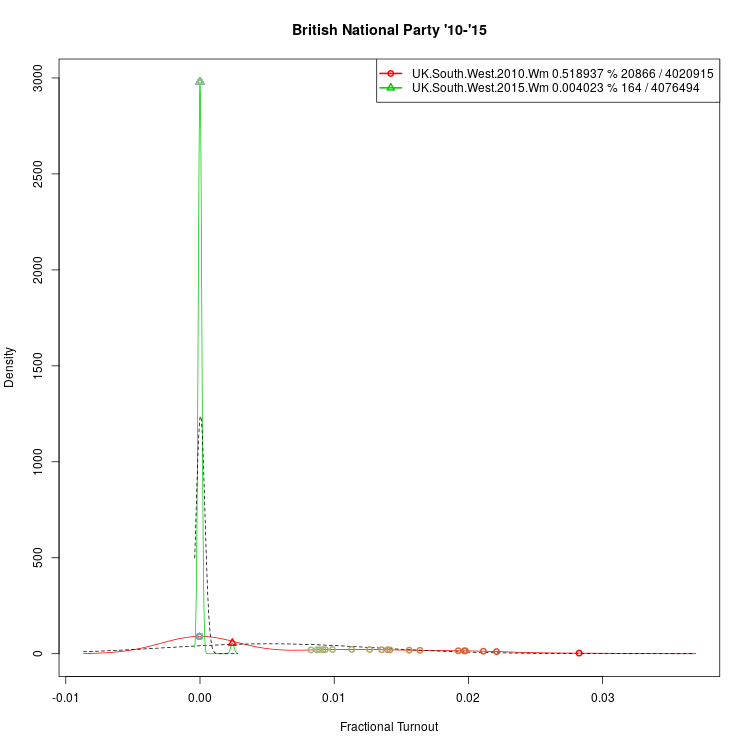 British National Party '10-'15
UK.South.West.2010.Wm 0.518937 % 20866 / 4020915
UK.South.West.2015.Wm 0.004023 % 164 / 4076494
3000
2500
2000
1500
1000
500
0
Density
-0.01 0.00 0.01 0.02 0.03
Fractional Turnout